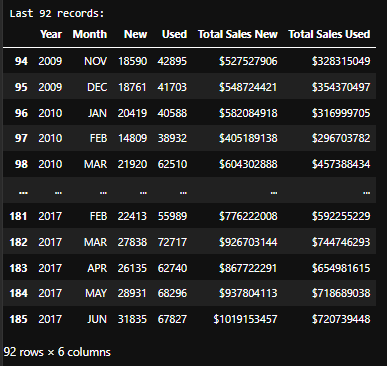 Last 92 records:
Year Month New Used Total Sales New Total Sales Used
94 2009 NOV 18590 42895 $527527906 $328315049
95 2009 DEC 18761 41703 $548724421 $354370497
96 2010 JAN 20419 40588 $582084918 $316999705
97 2010 FEB 14809 38932 $405189138 $296703782
98 2010 MAR 21920 62510 $604302888 $457388434
... ... ... ... ... ... ...
181 2017 FEB 22413 55989 $776222008 $592255229
182 2017 MAR 27838 72717 $926703144 $744746293
183 2017 APR 26135 62740 $867722291 $654981615
184 2017 MAY 28931 68296 $937804113 $718689038
185 2017 JUN 31835 67827 $1019153457 $720739448
92 rows × 6 columns